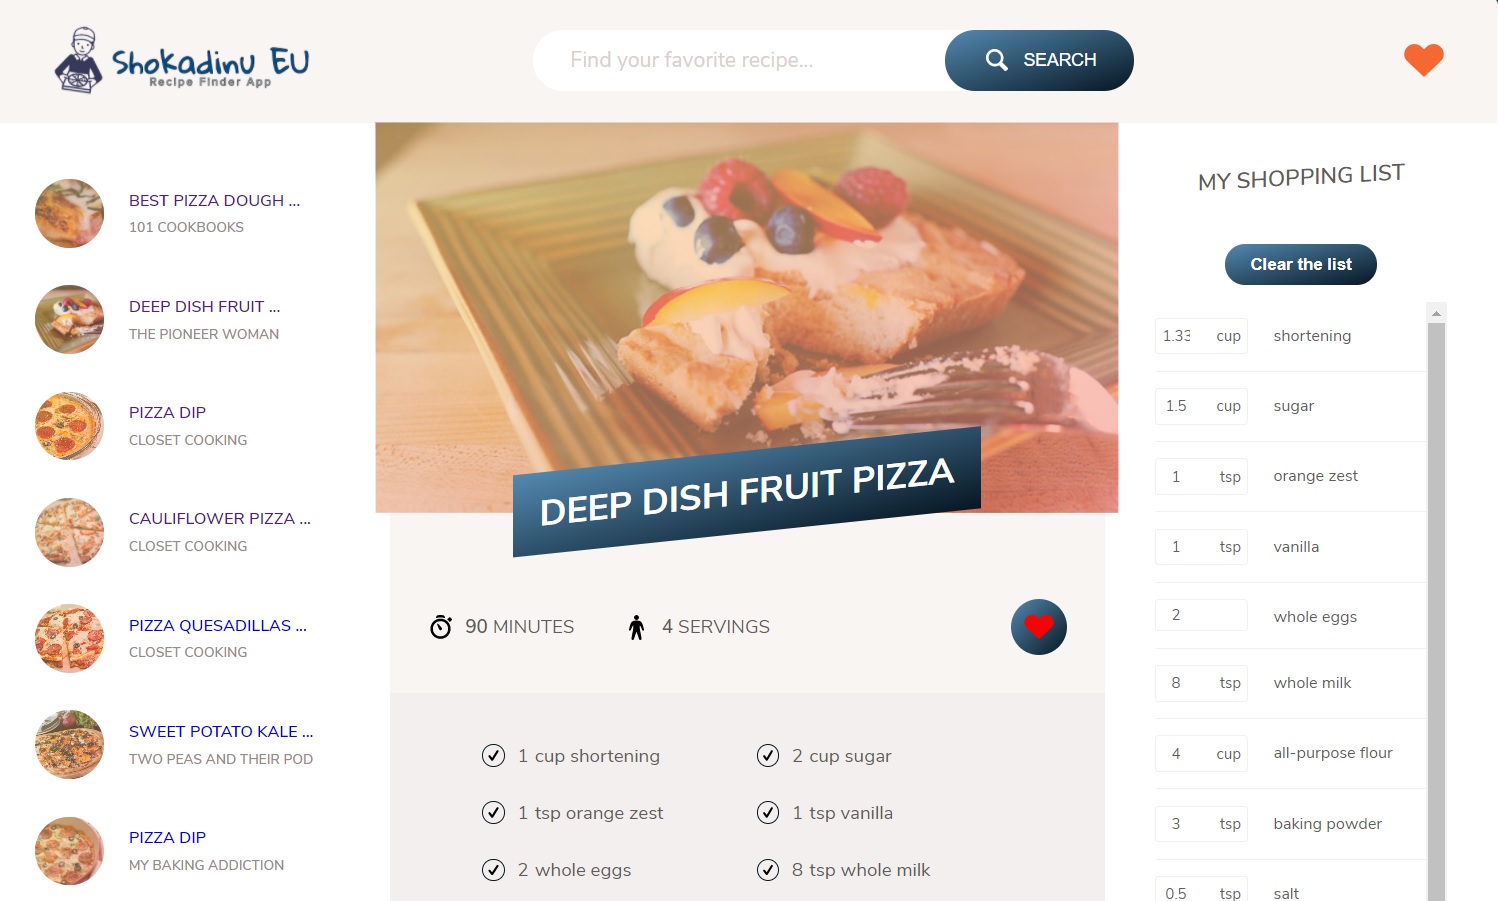 Shokadinu EU
Recipe Finder App
Find your favorite recipe...
SEARCH
BEST PIZZA DOUGH ...
101 COOKBOOKS
DEEP DISH FRUIT ...
THE PIONEER WOMAN
PIZZA DIP
CLOSET COOKING
CAULIFLOWER PIZZA ...
CLOSET COOKING
PIZZA QUESADILLAS ...
CLOSET COOKING
SWEET POTATO KALE ...
TWO PEAS AND THEIR POD
PIZZA DIP
MY BAKING ADDICTION
DEEP DISH FRUIT PIZZA
90 MINUTES
4 SERVINGS
1 cup shortening
2 cup sugar
1 tsp orange zest
1 tsp vanilla
2 whole eggs
8 tsp whole milk
MY SHOPPING LIST
Clear the list
1.33 cup shortening
1.5 cup sugar
1 tsp orange zest
1 tsp vanilla
2 whole eggs
8 tsp whole milk
4 cup all-purpose flour
3 tsp baking powder
0.5 tsp salt